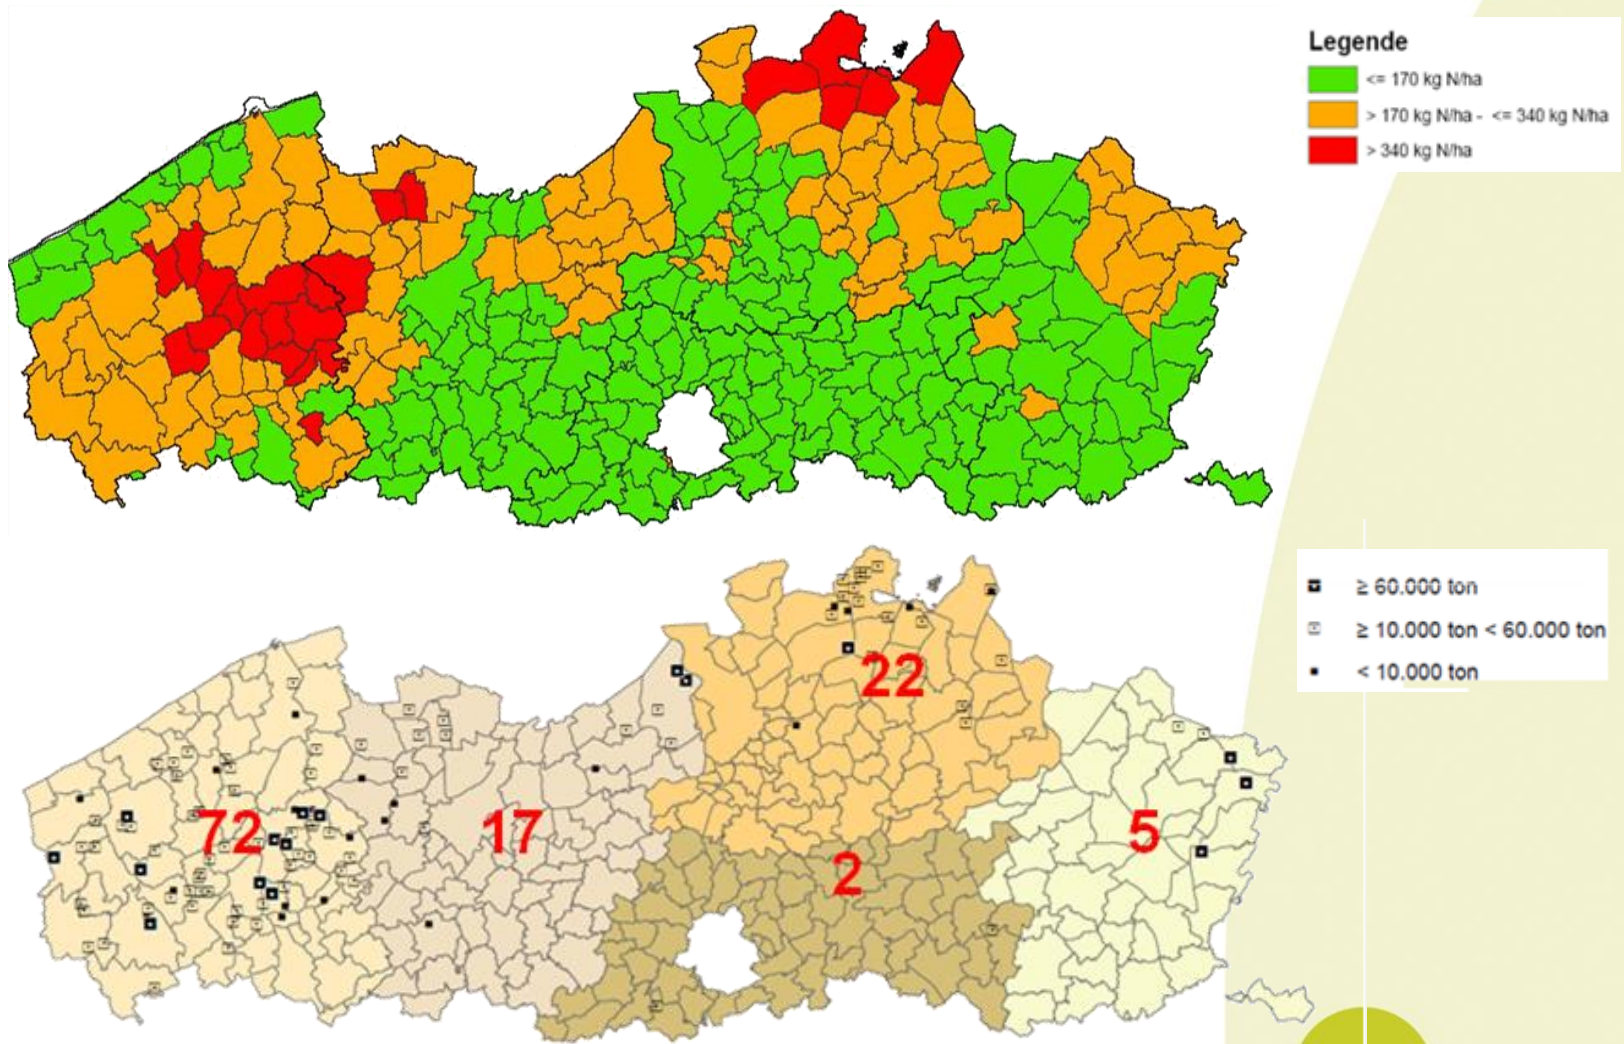 Legende
<= 170 kg N/ha
> 170 kg N/ha - <= 340 kg N/ha
> 340 kg N/ha
≥ 60.000 ton
≥ 10.000 ton < 60.000 ton
< 10.000 ton
22
72
17
5
2